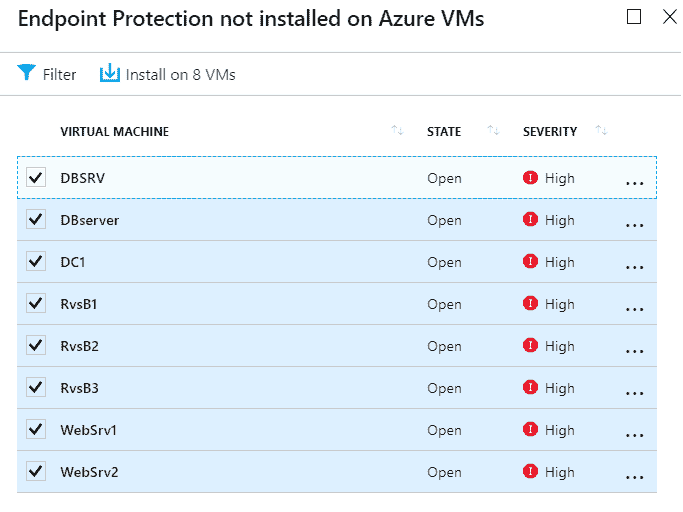 Endpoint Protection not installed on Azure VMs
Filter Install on 8 VMs
VIRTUAL MACHINE STATE SEVERITY
DBSRV Open High ...
DBserver Open High ...
DC1 Open High ...
RvsB1 Open High ...
RvsB2 Open High ...
RvsB3 Open High ...
WebSrv1 Open High ...
WebSrv2 Open High ...